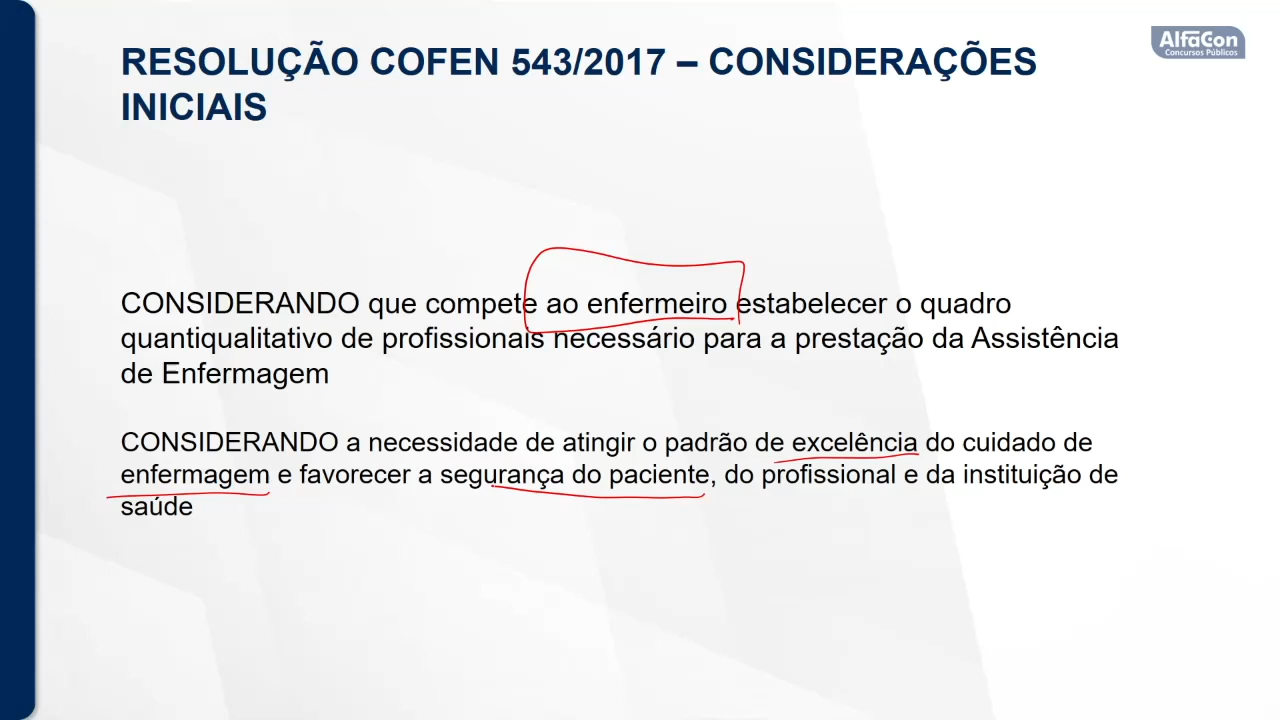 RESOLUÇÃO COFEN 543/2017 – CONSIDERAÇÕES
INICIAIS
AlfaCon
Concursos Públicos
CONSIDERANDO que compete ao enfermeiro estabelecer o quadro
quantiqualitativo de profissionais necessário para a prestação da Assistência
de Enfermagem
CONSIDERANDO a necessidade de atingir o padrão de excelência do cuidado de
enfermagem e favorecer a segurança do paciente, do profissional e da instituição de
saúde